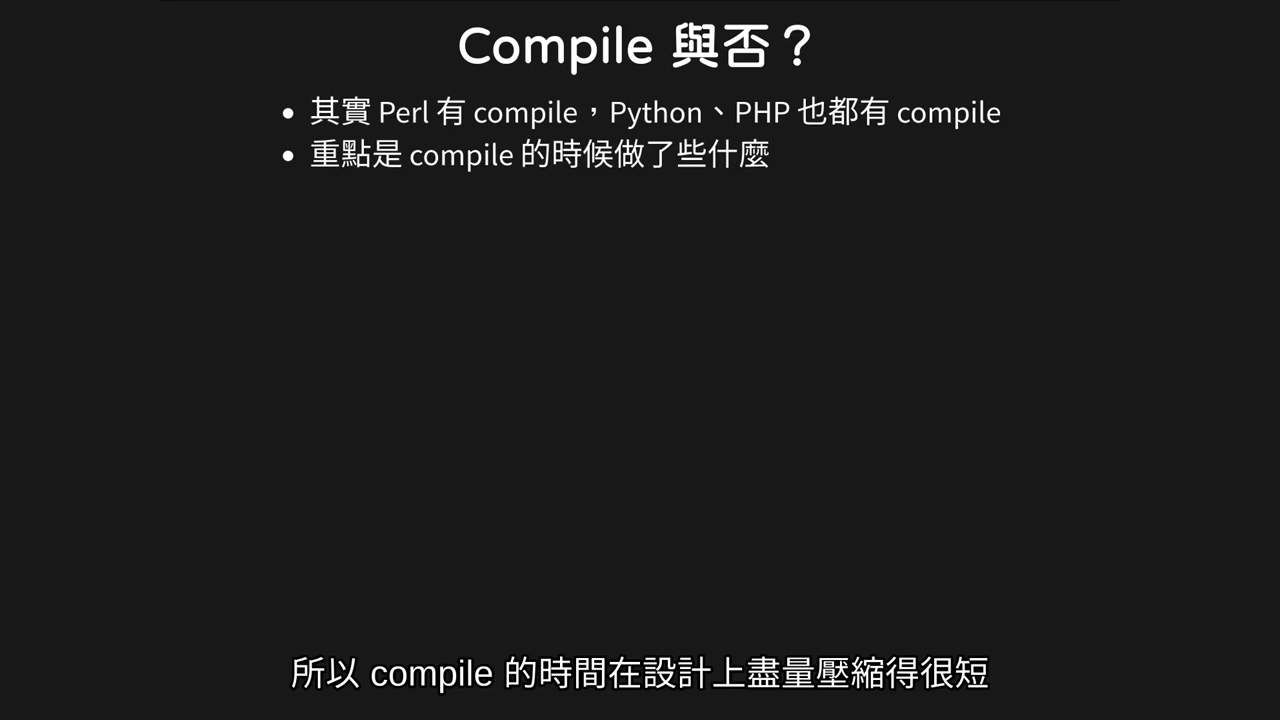 Compile 與否？
• 其實 Perl 有 compile，Python、PHP 也都有 compile
• 重點是 compile 的時候做了些什麼
所以 compile 的時間在設計上盡量壓縮得很短